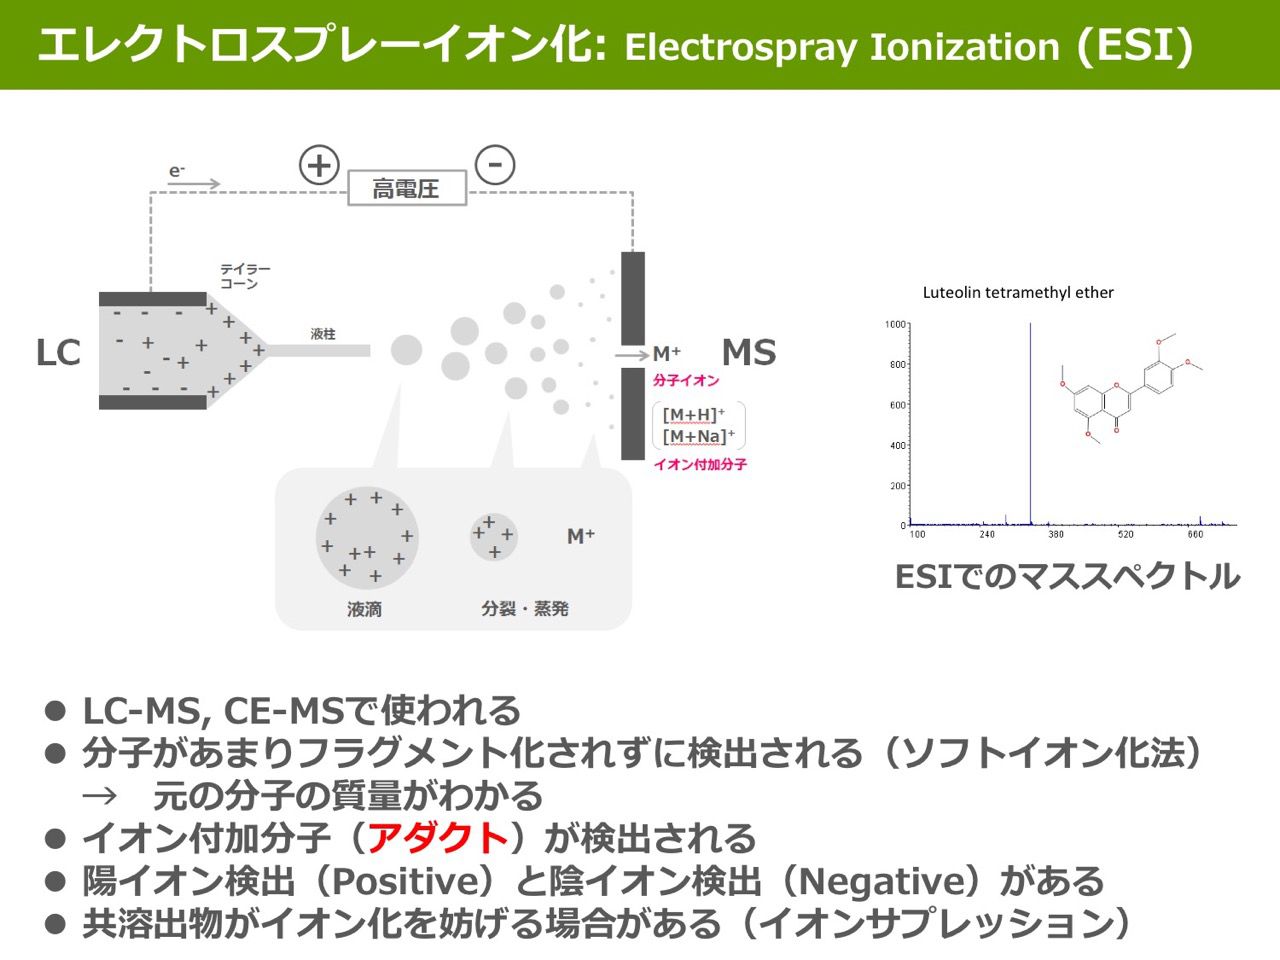 エレクトロスプレーイオン化: Electrospray Ionization (ESI)
e-
+
-
高電圧
テイラー
コーン
液柱
LC
M+
MS
分子イオン
[M+H]+
[M+Na]+
イオン付加分子
M+
液滴
分裂・蒸発
Luteolin tetramethyl ether
1000
800
600
400
200
0
100 240 380 520 660
ESIでのマススペクトル
● LC-MS, CE-MSで使われる
● 分子があまりフラグメント化されずに検出される（ソフトイオン化法）
→ 元の分子の質量がわかる
● イオン付加分子（アダクト）が検出される
● 陽イオン検出（Positive）と陰イオン検出（Negative）がある
● 共溶出物がイオン化を妨げる場合がある（イオンサプレッション）